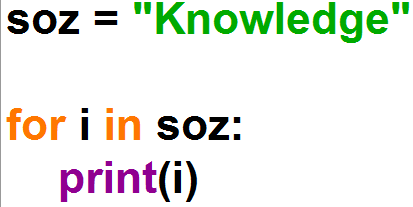 soz = "Knowledge"
for i in soz:
    print(i)